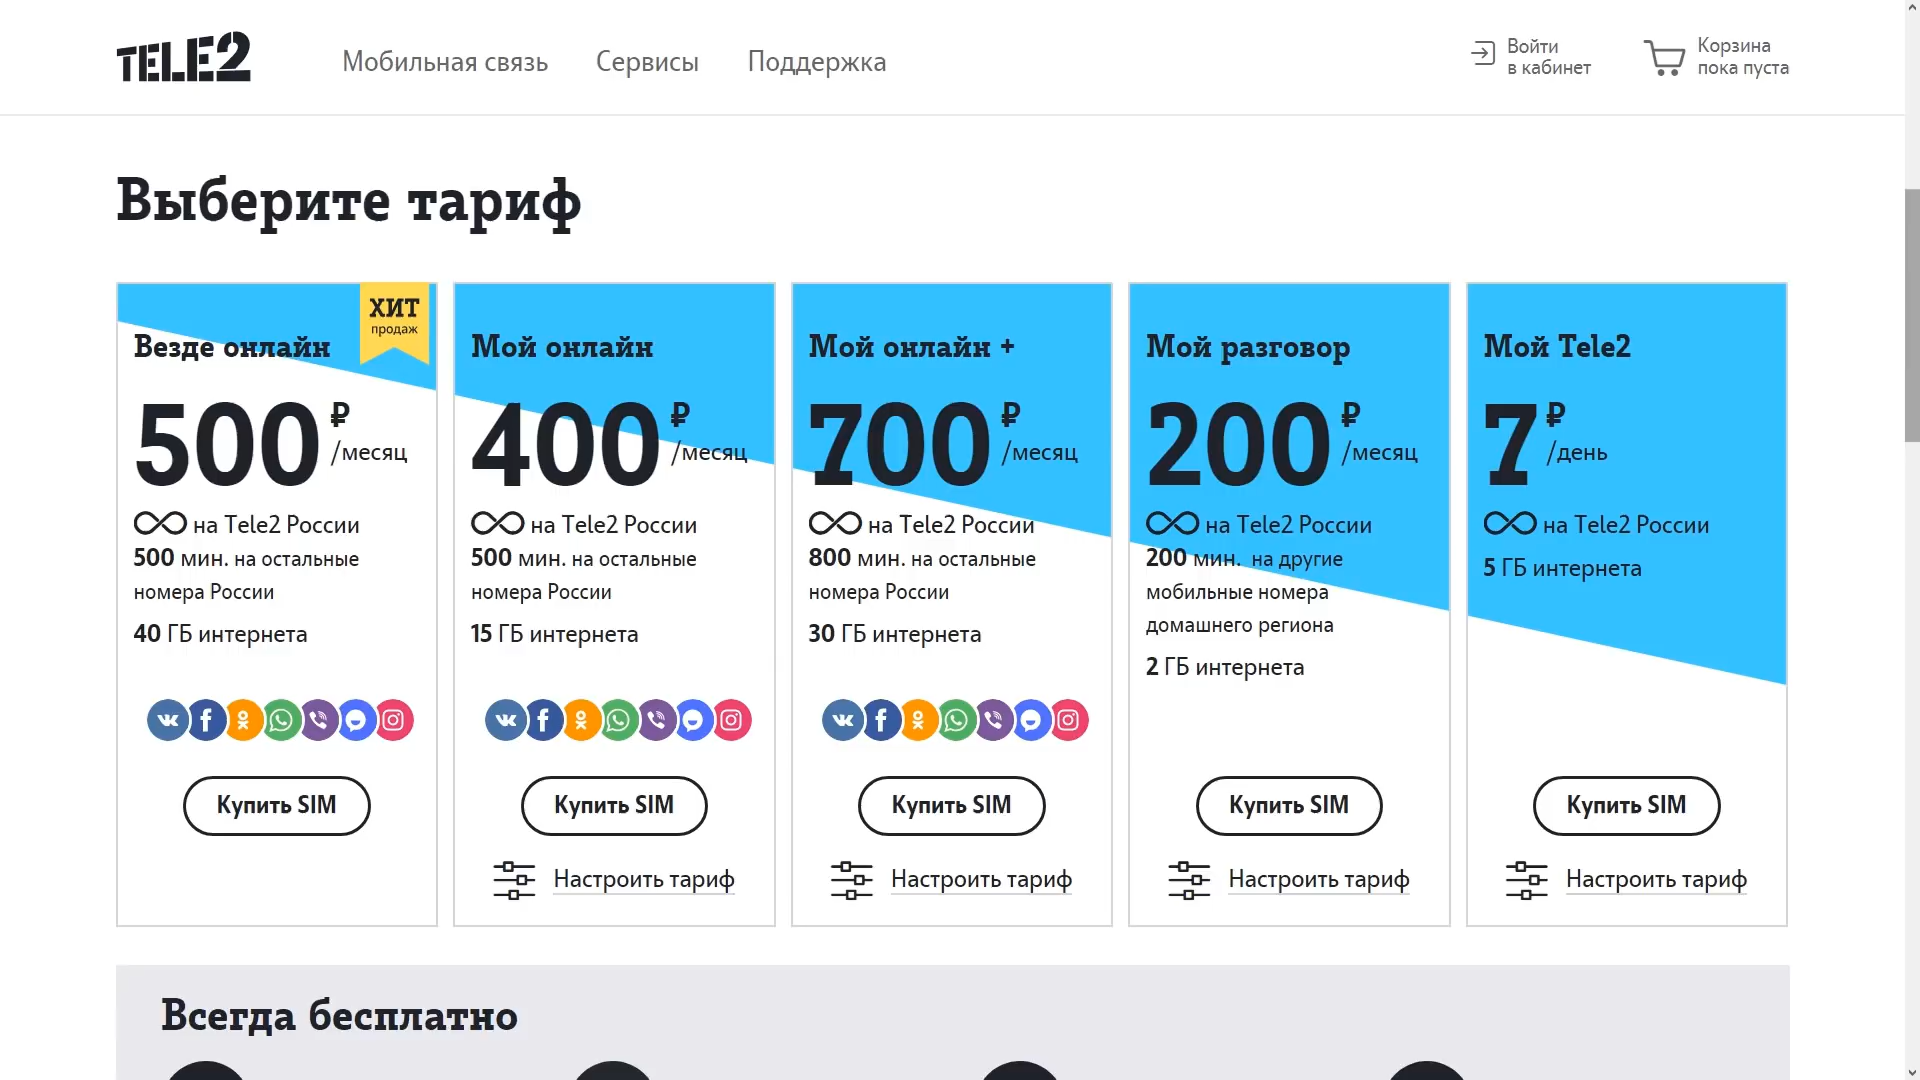 TELE2
Мобильная связь
Сервисы
Поддержка
Войти
в кабинет
Корзина
пока пуста
Выберите тариф
ХИТ
продаж
Везде онлайн
500 ₽
/месяц
∞ на Tele2 России
500 мин. на остальные
номера России
40 ГБ интернета
Купить SIM
Мой онлайн
400 ₽
/месяц
∞ на Tele2 России
500 мин. на остальные
номера России
15 ГБ интернета
Купить SIM
Настроить тариф
Мой онлайн +
700 ₽
/месяц
∞ на Tele2 России
800 мин. на остальные
номера России
30 ГБ интернета
Купить SIM
Настроить тариф
Мой разговор
200 ₽
/месяц
∞ на Tele2 России
200 мин. на другие
мобильные номера
домашнего региона
2 ГБ интернета
Купить SIM
Настроить тариф
Мой Tele2
7 ₽
/день
∞ на Tele2 России
5 ГБ интернета
Купить SIM
Настроить тариф
Всегда бесплатно